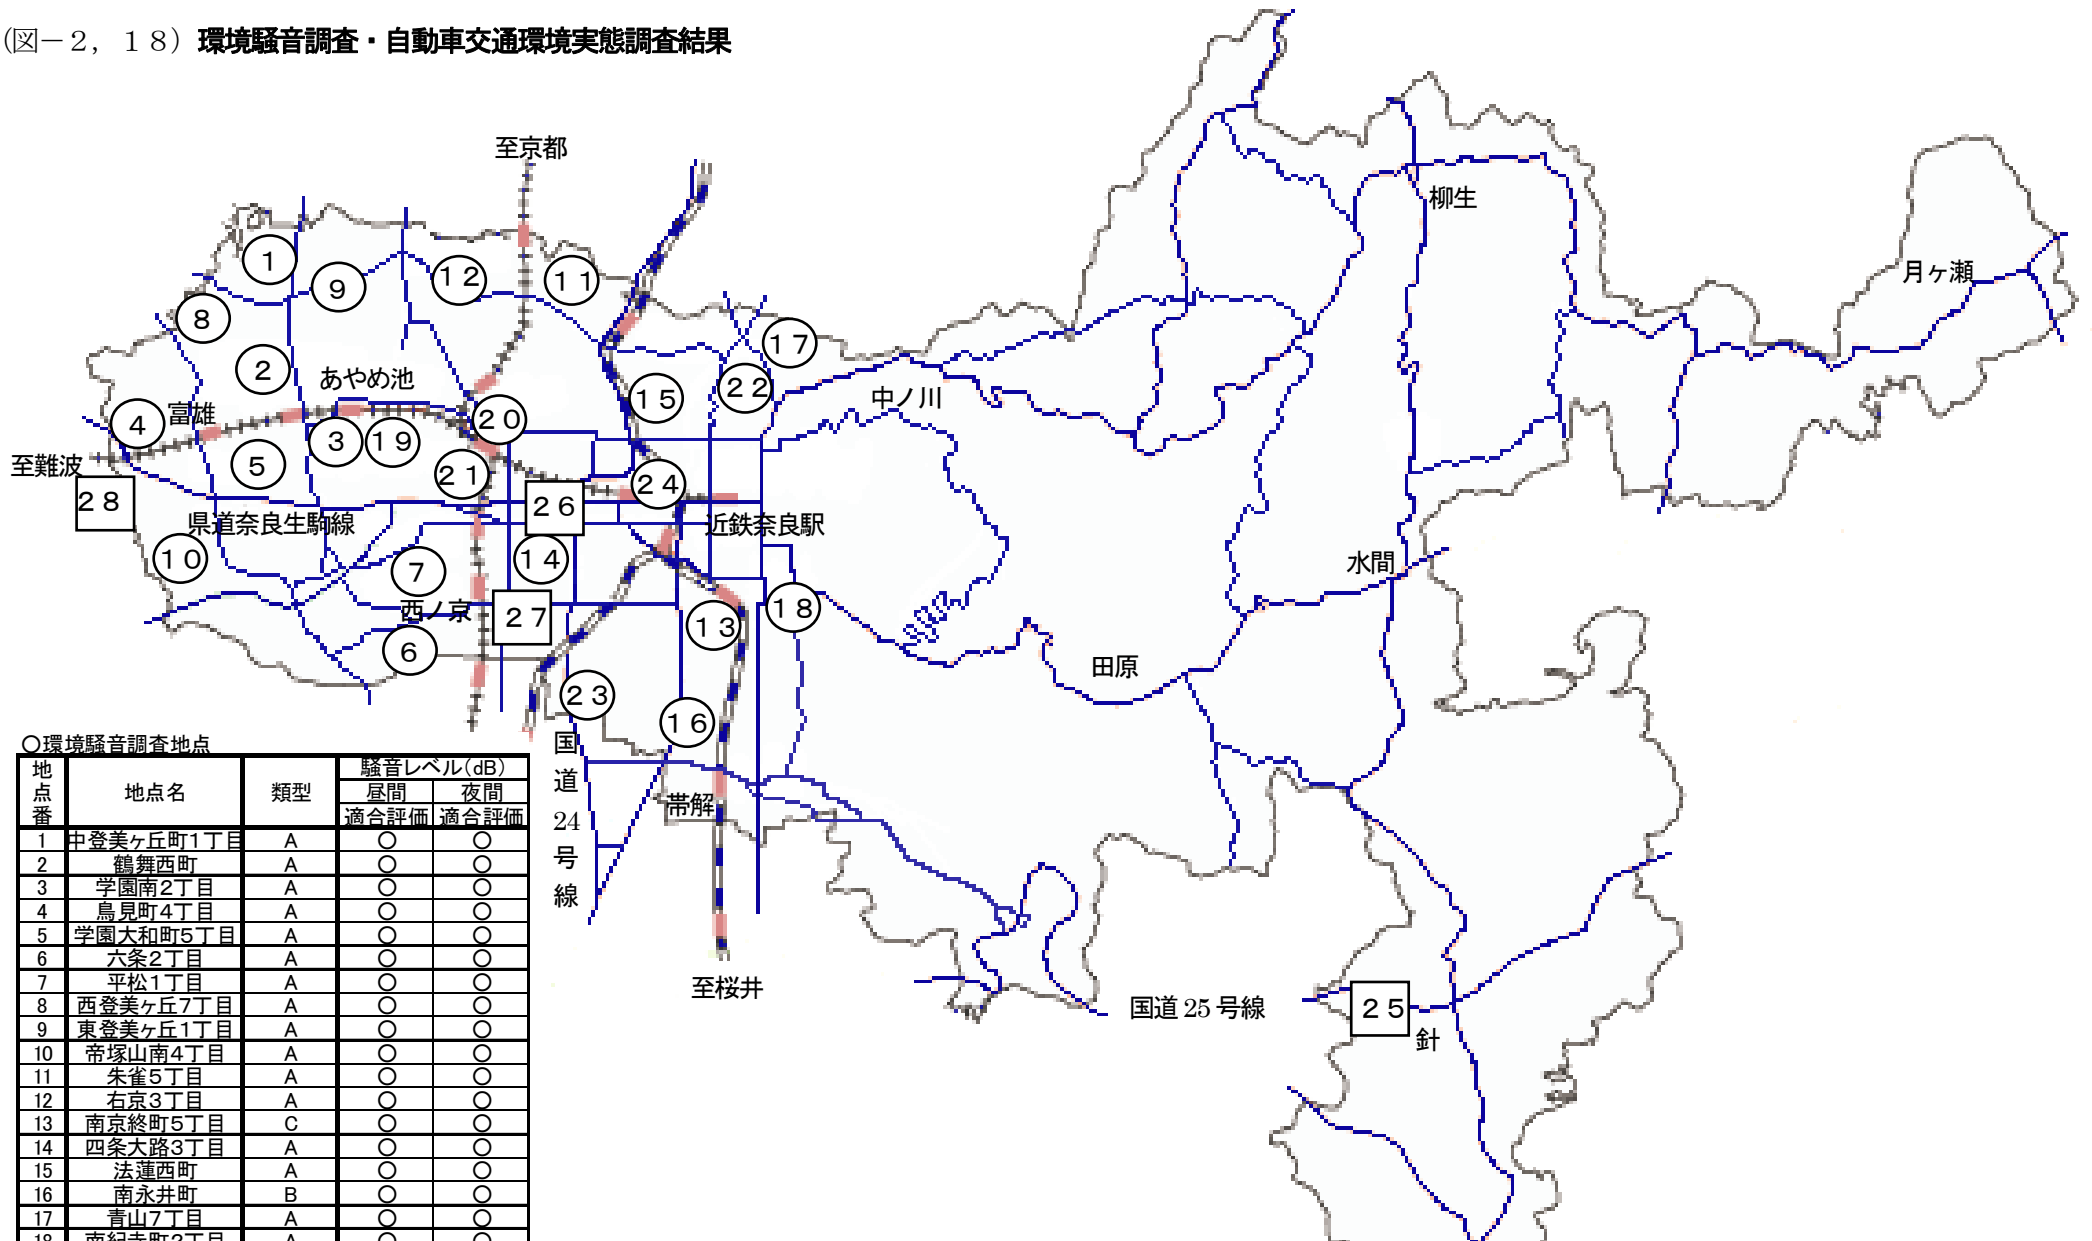 (図－2，18) 環境騒音調査・自動車交通環境実態調査結果
至京都
柳生
月ヶ瀬
1
9
12
11
8
17
2
あやめ池
22
15
中ノ川
4
富雄
20
3
19
5
21
至難波
24
28
26
県道奈良生駒線
近鉄奈良駅
10
14
7
水間
西ノ京
27
18
13
6
田原
23
16
国道24号線
帯解
至桜井
国道25号線
25
針
〇環境騒音調査地点
地点番 地点名 類型 騒音レベル(dB)
昼間 夜間
適合評価 適合評価
1 中登美ヶ丘町1丁目 A 〇 〇
2 鶴舞西町 A 〇 〇
3 学園南2丁目 A 〇 〇
4 鳥見町4丁目 A 〇 〇
5 学園大和町5丁目 A 〇 〇
6 六条2丁目 A 〇 〇
7 平松1丁目 A 〇 〇
8 西登美ヶ丘7丁目 A 〇 〇
9 東登美ヶ丘1丁目 A 〇 〇
10 帝塚山南4丁目 A 〇 〇
11 朱雀5丁目 A 〇 〇
12 右京3丁目 A 〇 〇
13 南京終町5丁目 C 〇 〇
14 四条大路3丁目 A 〇 〇
15 法蓮西町 A 〇 〇
16 南永井町 B 〇 〇
17 青山7丁目 A 〇 〇
18 南紀寺町2丁目 A 〇 〇